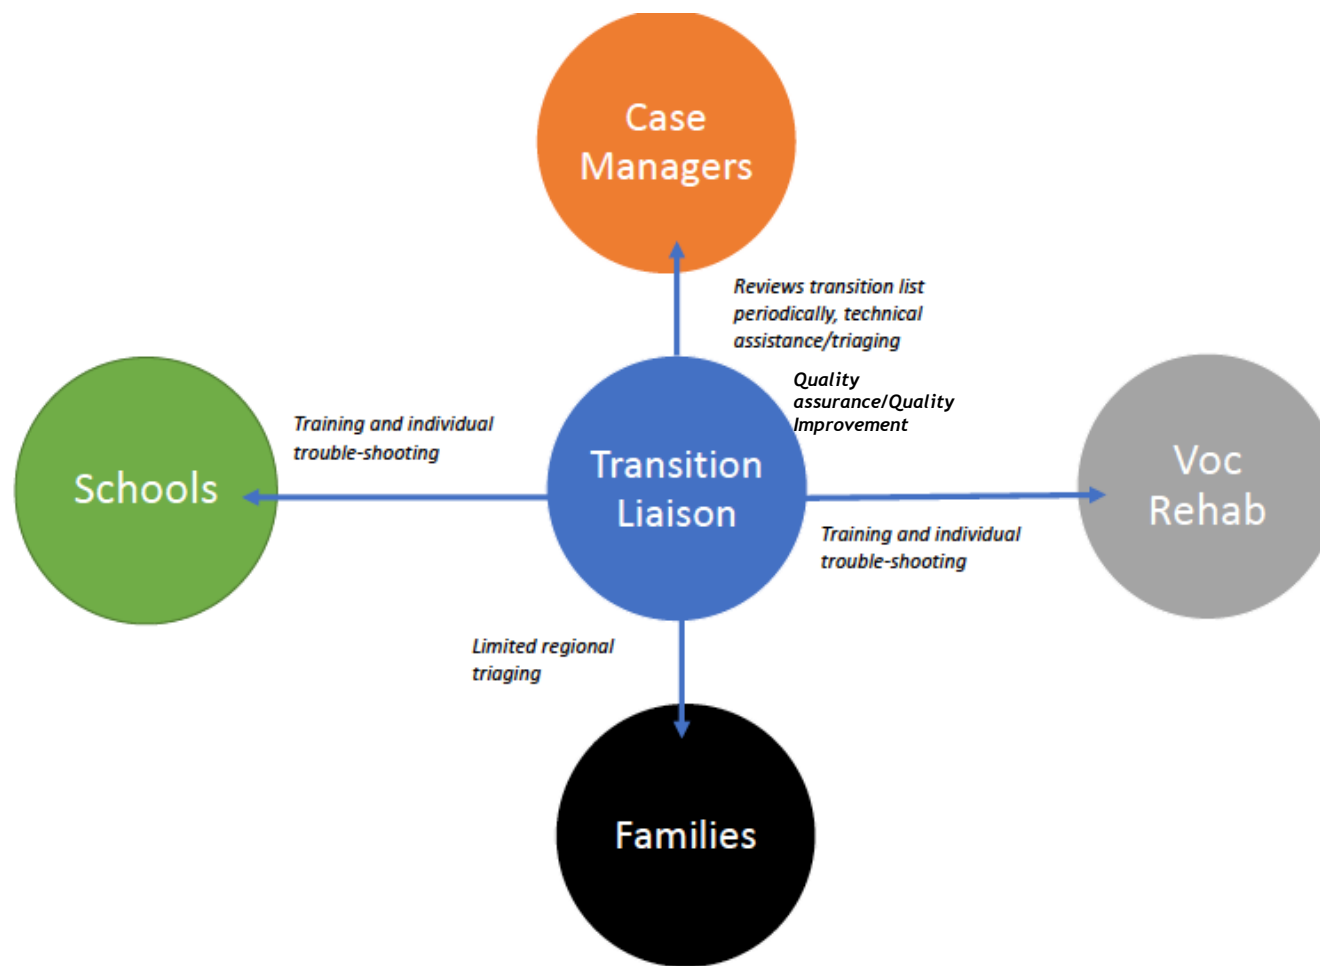 Case
Managers
Reviews transition list
periodically, technical
assistance/triaging
Quality
assurance/Quality
Improvement
Training and individual
trouble-shooting
Schools
Transition
Liaison
Voc
Rehab
Training and individual
trouble-shooting
Limited regional
triaging
Families